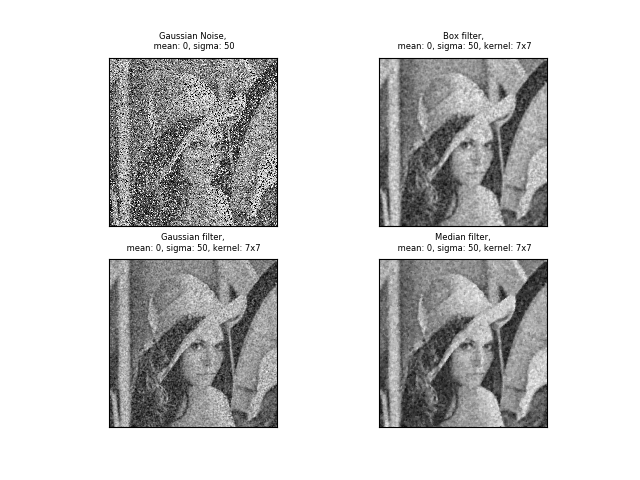 Gaussian Noise,
mean: 0, sigma: 50
Box filter,
mean: 0, sigma: 50, kernel: 7x7
Gaussian filter,
mean: 0, sigma: 50, kernel: 7x7
Median filter,
mean: 0, sigma: 50, kernel: 7x7